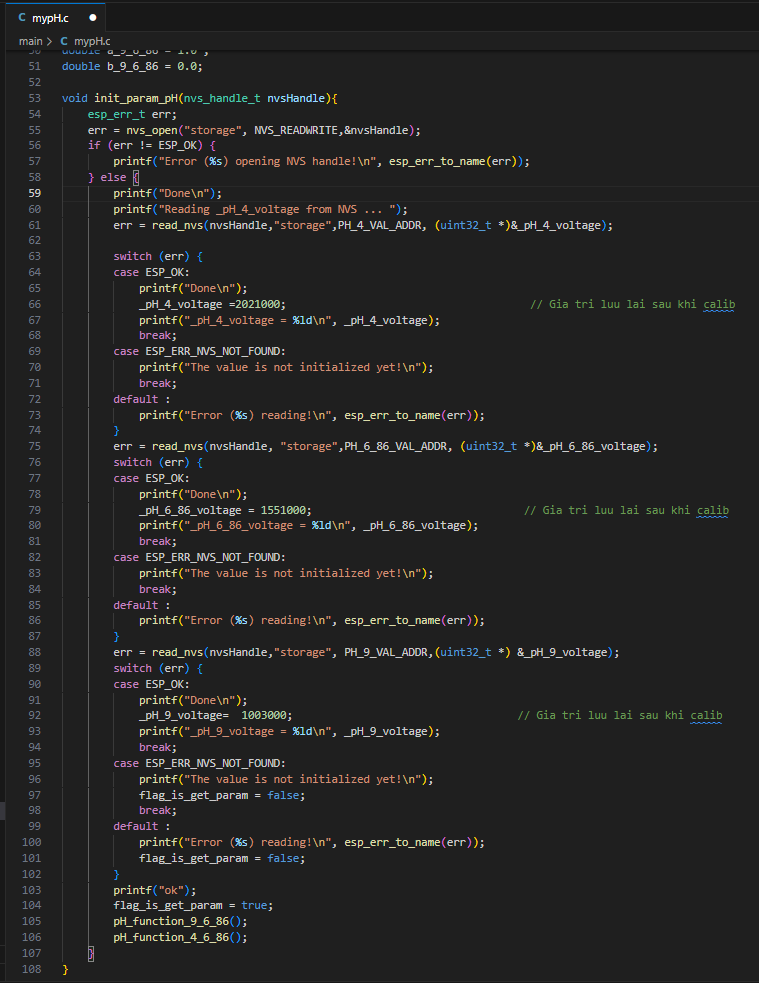 C mypH.c ●
main > C mypH.c
50 double a_9_6_86 = 1.0 ;
51 double b_9_6_86 = 0.0;
52
53 void init_param_pH(nvs_handle_t nvsHandle){
54     esp_err_t err;
55     err = nvs_open("storage", NVS_READWRITE,&nvsHandle);
56     if (err != ESP_OK) {
57         printf("Error (%s) opening NVS handle!\n", esp_err_to_name(err));
58     } else {
59         printf("Done\n");
60         printf("Reading _pH_4_voltage from NVS ... ");
61         err = read_nvs(nvsHandle,"storage",PH_4_VAL_ADDR, (uint32_t *)&_pH_4_voltage);
62
63         switch (err) {
64         case ESP_OK:
65             printf("Done\n");
66             _pH_4_voltage =2021000; // Gia tri luu lai sau khi calib
67             printf("_pH_4_voltage = %ld\n", _pH_4_voltage);
68             break;
69         case ESP_ERR_NVS_NOT_FOUND:
70             printf("The value is not initialized yet!\n");
71             break;
72         default :
73             printf("Error (%s) reading!\n", esp_err_to_name(err));
74         }
75         err = read_nvs(nvsHandle, "storage",PH_6_86_VAL_ADDR, (uint32_t *)&_pH_6_86_voltage);
76         switch (err) {
77         case ESP_OK:
78             printf("Done\n");
79             _pH_6_86_voltage = 1551000; // Gia tri luu lai sau khi calib
80             printf("_pH_6_86_voltage = %ld\n", _pH_6_86_voltage);
81             break;
82         case ESP_ERR_NVS_NOT_FOUND:
83             printf("The value is not initialized yet!\n");
84             break;
85         default :
86             printf("Error (%s) reading!\n", esp_err_to_name(err));
87         }
88         err = read_nvs(nvsHandle,"storage", PH_9_VAL_ADDR,(uint32_t *) &_pH_9_voltage);
89         switch (err) {
90         case ESP_OK:
91             printf("Done\n");
92             _pH_9_voltage=  1003000; // Gia tri luu lai sau khi calib
93             printf("_pH_9_voltage = %ld\n", _pH_9_voltage);
94             break;
95         case ESP_ERR_NVS_NOT_FOUND:
96             printf("The value is not initialized yet!\n");
97             flag_is_get_param = false;
98             break;
99         default :
100             printf("Error (%s) reading!\n", esp_err_to_name(err));
101             flag_is_get_param = false;
102         }
103         printf("ok");
104         flag_is_get_param = true;
105         pH_function_9_6_86();
106         pH_function_4_6_86();
107     }
108 }